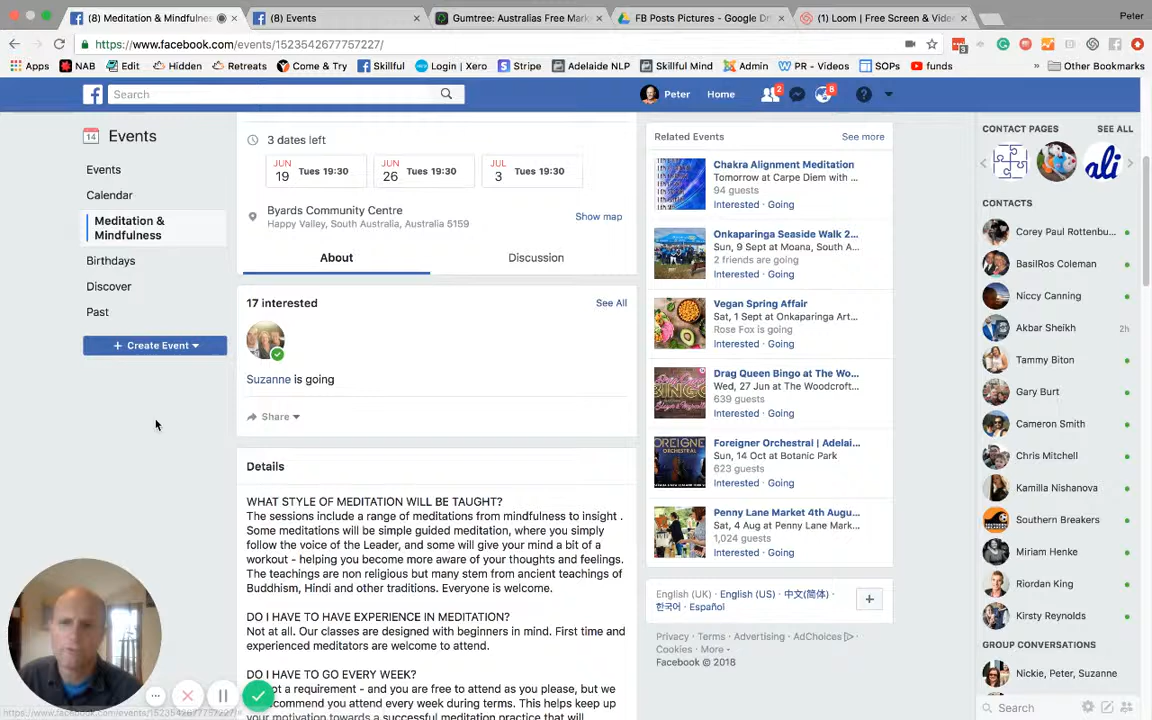 (8) Meditation & Mindfulne
(8) Events
Gumtree: Australias Free Mark
FB Posts Pictures - Google Dr
(1) Loom | Free Screen & Vide
Peter
https://www.facebook.com/events/1523542677757227/
Apps
NAB
Edit
Hidden
Retreats
Come & Try
Skillful
Login | Xero
Stripe
Adelaide NLP
Skillful Mind
Admin
PR - Videos
SOPs
funds
»
Other Bookmarks
Search
Peter
Home
2
8
14
Events
Events
Calendar
Meditation &
Mindfulness
Birthdays
Discover
Past
+ Create Event
3 dates left
JUN
19
Tues 19:30
JUN
26
Tues 19:30
JUL
3
Tues 19:30
Byards Community Centre
Happy Valley, South Australia, Australia 5159
Show map
About
Discussion
17 interested
See All
Suzanne is going
Share
Details
WHAT STYLE OF MEDITATION WILL BE TAUGHT?
The sessions include a range of meditations from mindfulness to insight .
Some meditations will be simple guided meditation, where you simply
follow the voice of the Leader, and some will give your mind a bit of a
workout - helping you become more aware of your thoughts and feelings.
The teachings are non religious but many stem from ancient teachings of
Buddhism, Hindi and other traditions. Everyone is welcome.
DO I HAVE TO HAVE EXPERIENCE IN MEDITATION?
Not at all. Our classes are designed with beginners in mind. First time and
experienced meditators are welcome to attend.
DO I HAVE TO GO EVERY WEEK?
ot a requirement - and you are free to attend as you please, but we
commend you attend every week during terms. This helps keep up
your motivation towards a successful meditation practice that will
Related Events
See more
Chakra Alignment Meditation
Tomorrow at Carpe Diem with ...
94 guests
Interested · Going
Onkaparinga Seaside Walk 2...
Sun, 9 Sept at Moana, South A...
2 friends are going
Interested · Going
Vegan Spring Affair
Sat, 1 Sept at Onkaparinga Art...
Rose Fox is going
Interested · Going
Drag Queen Bingo at The Wo...
Wed, 27 Jun at The Woodcroft...
639 guests
Interested · Going
Foreigner Orchestral | Adelai...
Sun, 14 Oct at Botanic Park
623 guests
Interested · Going
Penny Lane Market 4th Augu...
Sat, 4 Aug at Penny Lane Mark...
1,024 guests
Interested · Going
English (UK) · English (US) · 中文(简体) ·
한국어 · Español
+
Privacy · Terms · Advertising · AdChoices
Cookies · More
Facebook © 2018
CONTACT PAGES
SEE ALL
ali
CONTACTS
Corey Paul Rottenbu...
BasilRos Coleman
Niccy Canning
Akbar Sheikh
2h
Tammy Biton
Gary Burt
Cameron Smith
Chris Mitchell
Kamilla Nishanova
Southern Breakers
Miriam Henke
Riordan King
Kirsty Reynolds
GROUP CONVERSATIONS
Nickie, Peter, Suzanne
Search
https://www.facebook.com/events/1523542677757227/#